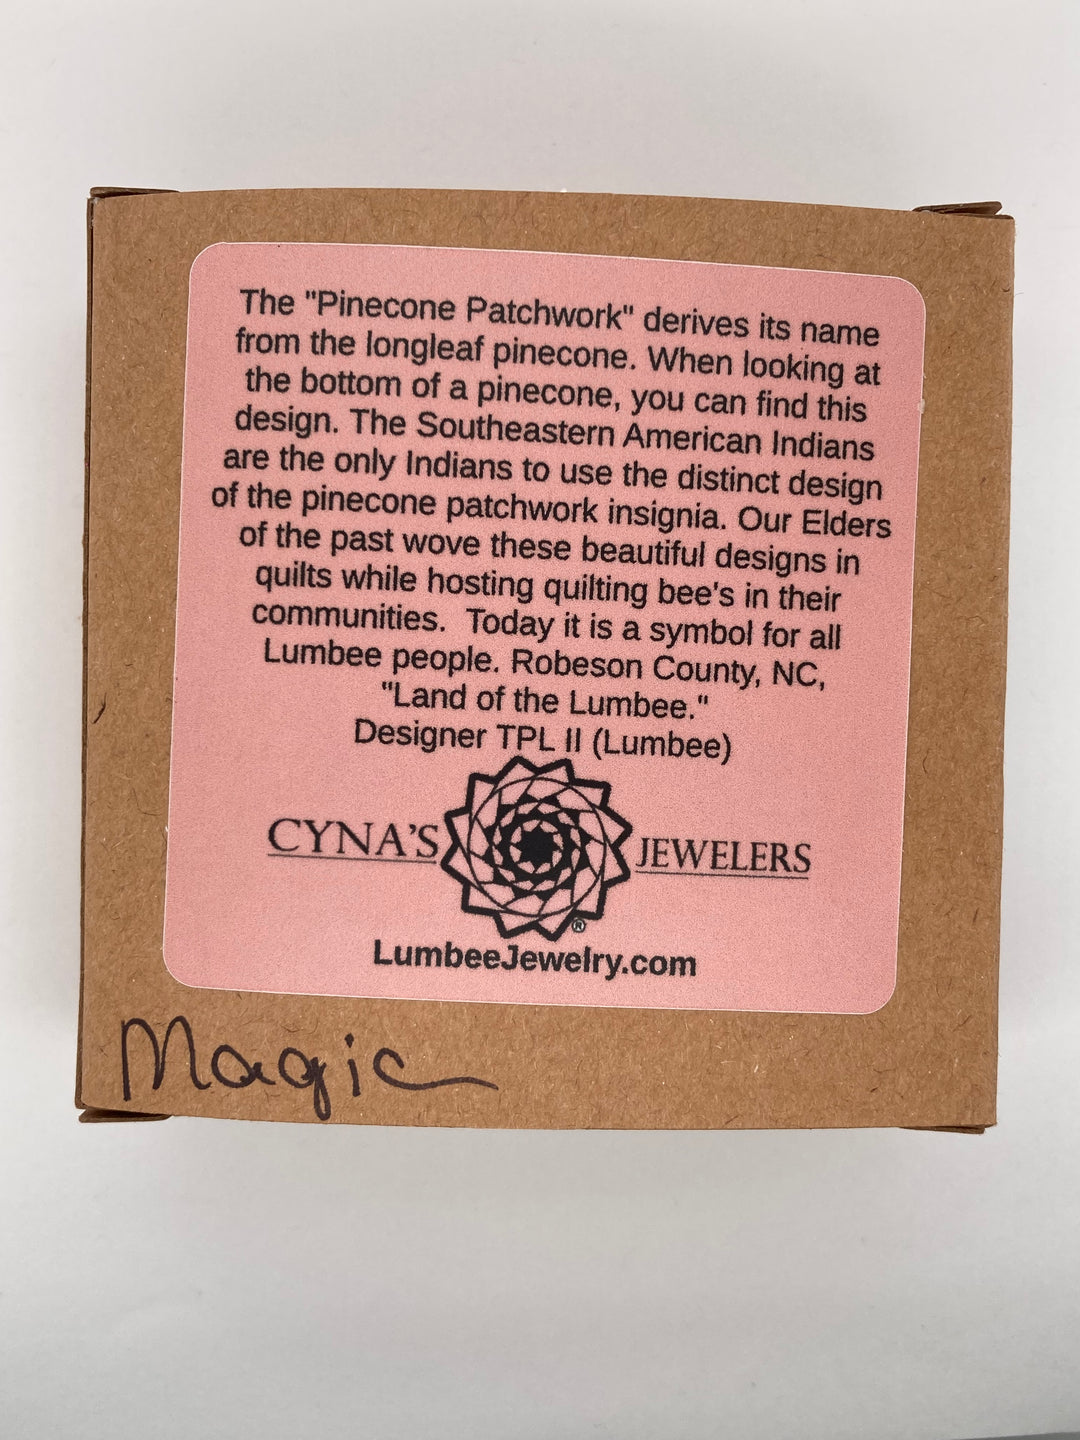 The "Pinecone Patchwork" derives its name
from the longleaf pinecone. When looking at
the bottom of a pinecone, you can find this
design. The Southeastern American Indians
are the only Indians to use the distinct design
of the pinecone patchwork insignia. Our Elders
of the past wove these beautiful designs in
quilts while hosting quilting bee's in their
communities.  Today it is a symbol for all
Lumbee people. Robeson County, NC,
"Land of the Lumbee."
Designer TPL II (Lumbee)
CYNA'S JEWELERS
®
LumbeeJewelry.com
Magic